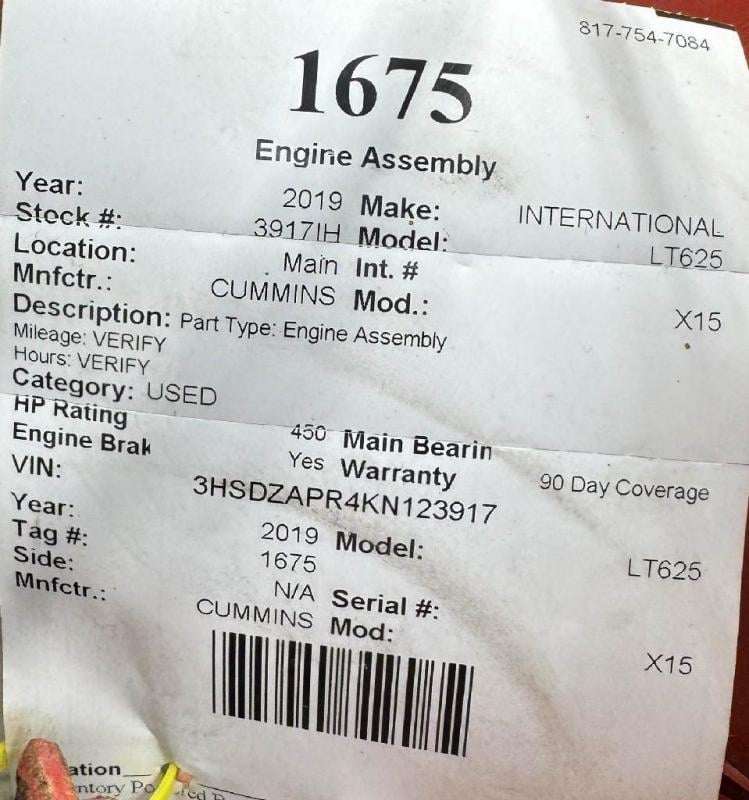 817-754-7084
1675
Engine Assembly
Year: 2019 Make: INTERNATIONAL
Stock #: 3917IH Model: LT625
Location: Main Int. #
Mnfctr.: CUMMINS Mod.: X15
Description: Part Type: Engine Assembly
Mileage: VERIFY
Hours: VERIFY
Category: USED
HP Rating 450 Main Bearin
Engine Brak Yes Warranty 90 Day Coverage
VIN: 3HSDZAPR4KN123917
Year: 2019 Model: LT625
Tag #: 1675
Side: N/A Serial #:
Mnfctr.: CUMMINS Mod: X15
ation
ntory Po